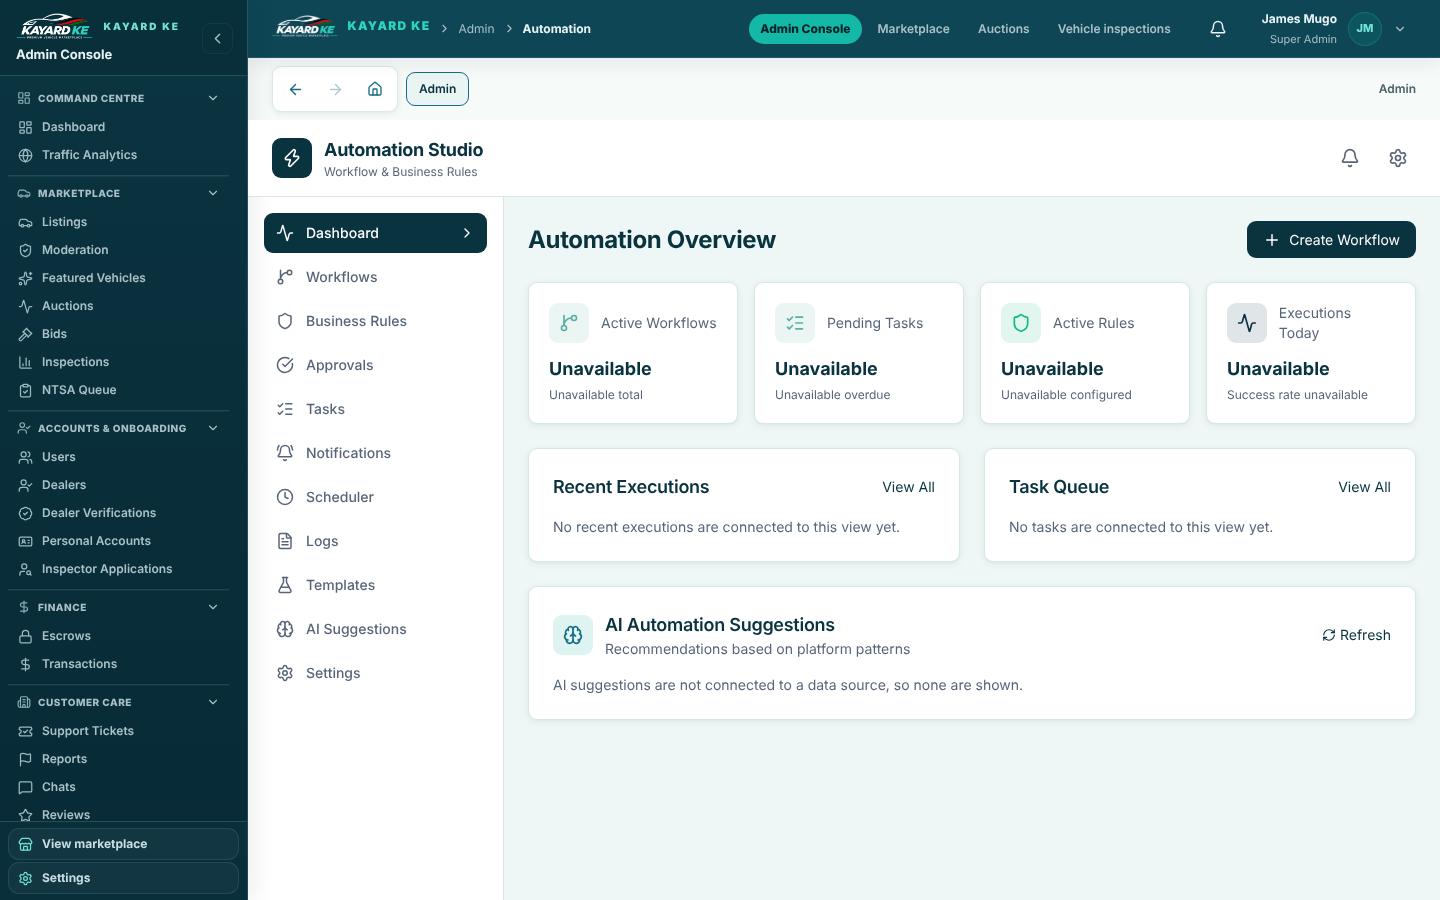 KAYARD KE
PREMIUM VEHICLE MARKETPLACE
KAYARD KE
Admin Console
COMMAND CENTRE
Dashboard
Traffic Analytics
MARKETPLACE
Listings
Moderation
Featured Vehicles
Auctions
Bids
Inspections
NTSA Queue
ACCOUNTS & ONBOARDING
Users
Dealers
Dealer Verifications
Personal Accounts
Inspector Applications
FINANCE
Escrows
Transactions
CUSTOMER CARE
Support Tickets
Reports
Chats
Reviews
View marketplace
Settings
KAYARD KE
KAYARD KE
Admin
Automation
Admin Console
Marketplace
Auctions
Vehicle inspections
James Mugo
Super Admin
JM
Admin
Admin
Automation Studio
Workflow & Business Rules
Dashboard
Workflows
Business Rules
Approvals
Tasks
Notifications
Scheduler
Logs
Templates
AI Suggestions
Settings
Automation Overview
Create Workflow
Active Workflows
Unavailable
Unavailable total
Pending Tasks
Unavailable
Unavailable overdue
Active Rules
Unavailable
Unavailable configured
Executions
Today
Unavailable
Success rate unavailable
Recent Executions
View All
No recent executions are connected to this view yet.
Task Queue
View All
No tasks are connected to this view yet.
AI Automation Suggestions
Recommendations based on platform patterns
Refresh
AI suggestions are not connected to a data source, so none are shown.